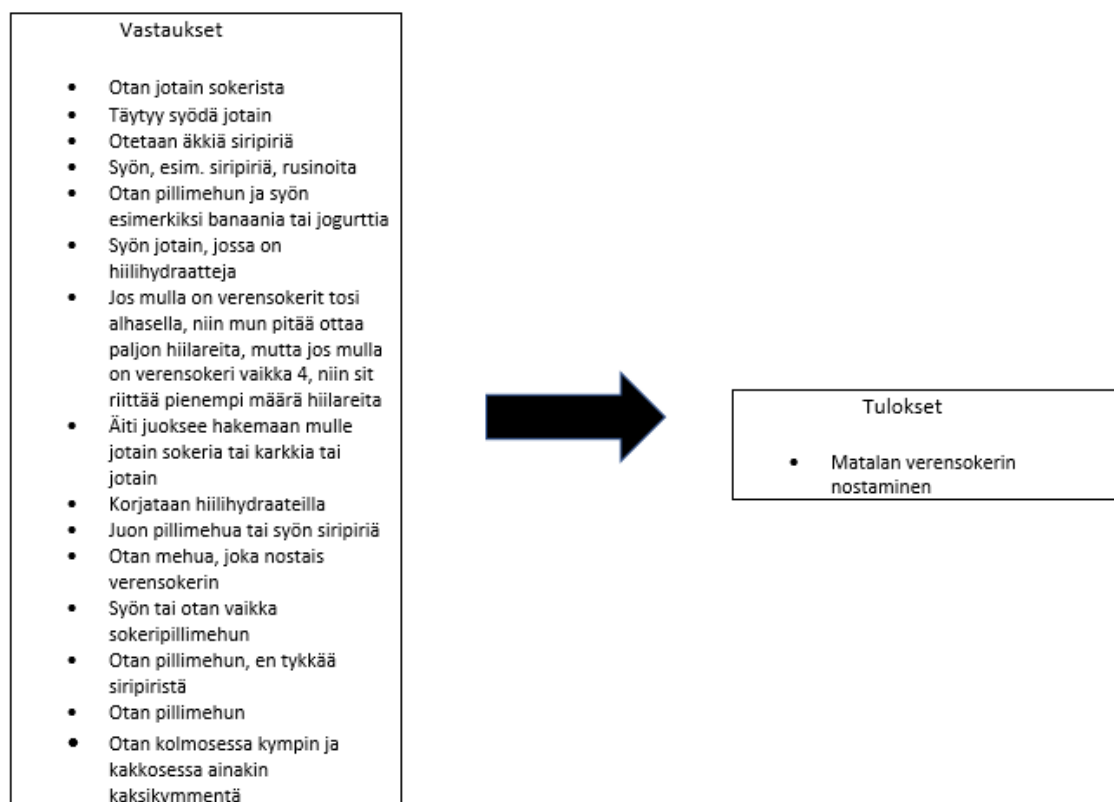 Vastaukset
• Otan jotain sokerista
• Täytyy syödä jotain
• Otetaan äkkiä siripiriä
• Syön, esim. siripiriä, rusinoita
• Otan pillimehun ja syön
esimerkiksi banaania tai jogurttia
• Syön jotain, jossa on
hiilihydraatteja
• Jos mulla on verensokerit tosi
alhasella, niin mun pitää ottaa
paljon hiilareita, mutta jos mulla
on verensokeri vaikka 4, niin sit
riittää pienempi määrä hiilareita
• Äiti juoksee hakemaan mulle
jotain sokeria tai karkkia tai
jotain
• Korjataan hiilihydraateilla
• Juon pillimehua tai syön siripiriä
• Otan mehua, joka nostais
verensokerin
• Syön tai otan vaikka
sokeripillimehun
• Otan pillimehun, en tykkää
siripiristä
• Otan pillimehun
• Otan kolmosessa kympin ja
kakkosessa ainakin
kaksikymmentä
Tulokset
• Matalan verensokerin
nostaminen